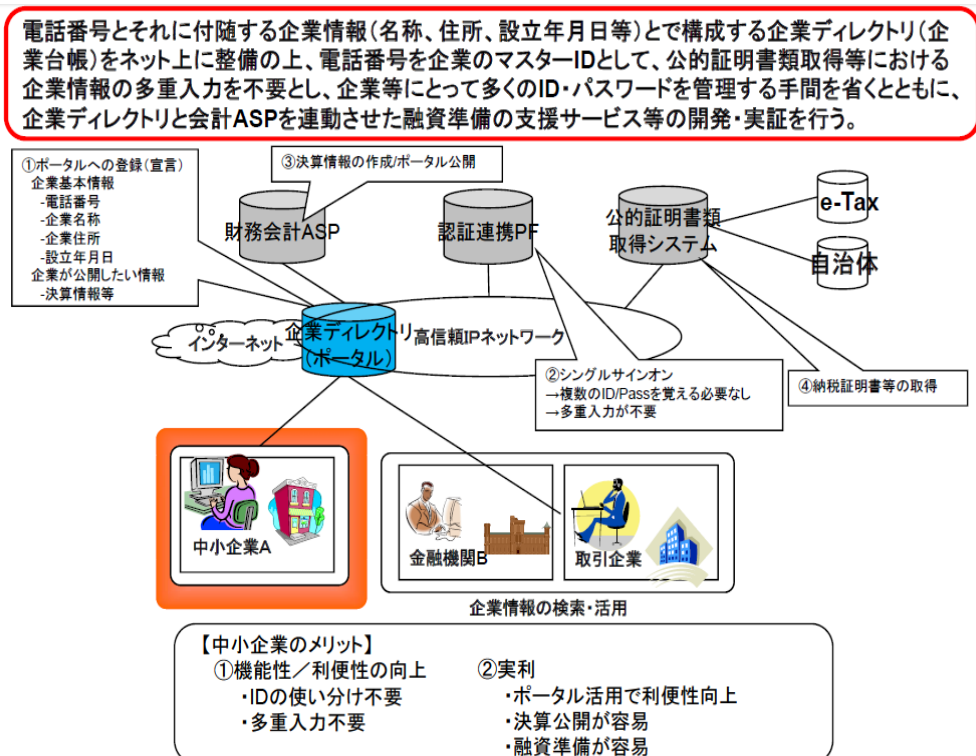 電話番号とそれに付随する企業情報(名称、住所、設立年月日等)とで構成する企業ディレクトリ(企
業台帳)をネット上に整備の上、電話番号を企業のマスターIDとして、公的証明書類取得等における
企業情報の多重入力を不要とし、企業等にとって多くのID・パスワードを管理する手間を省くとともに、
企業ディレクトリと会計ASPを連動させた融資準備の支援サービス等の開発・実証を行う。
①ポータルへの登録(宣言)
企業基本情報
-電話番号
-企業名称
-企業住所
-設立年月日
企業が公開したい情報
-決算情報等
③決算情報の作成/ポータル公開
財務会計ASP
認証連携PF
公的証明書類
取得システム
e-Tax
自治体
インターネット
企業ディレクトリ
(ポータル)
高信頼IPネットワーク
②シングルサインオン
→複数のID/Passを覚える必要なし
→多重入力が不要
④納税証明書等の取得
中小企業A
金融機関B
取引企業
企業情報の検索・活用
【中小企業のメリット】
①機能性/利便性の向上
・IDの使い分け不要
・多重入力不要
②実利
・ポータル活用で利便性向上
・決算公開が容易
・融資準備が容易